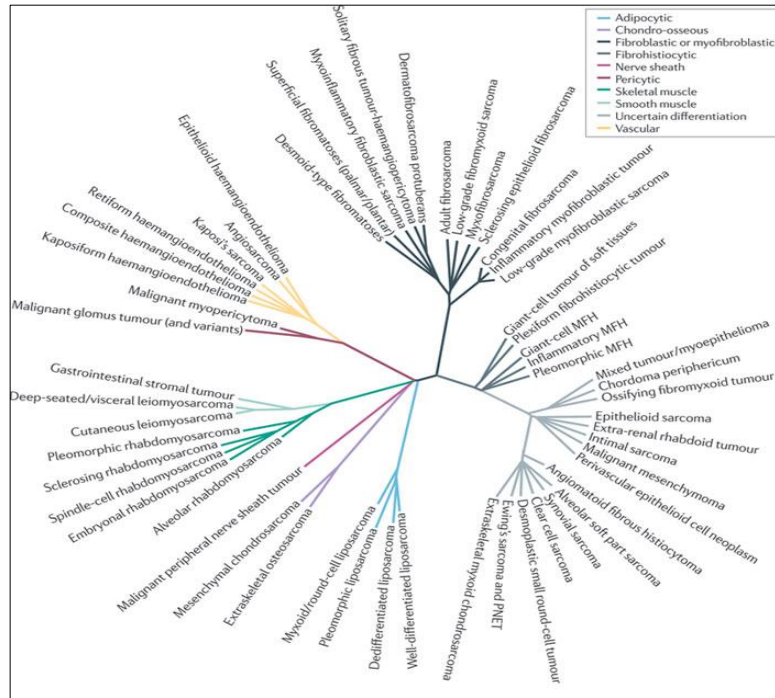 Adipocytic
Chondro-osseous
Fibroblastic or myofibroblastic
Fibrohistiocytic
Nerve sheath
Pericytic
Skeletal muscle
Smooth muscle
Uncertain differentiation
Vascular
Desmoid-type fibromatoses
Superficial fibromatoses (palmar/plantar)
Myxoinflammatory fibroblastic sarcoma
Solitary fibrous tumour-haemangiopericytoma
Dermatofibrosarcoma protuberans
Adult fibrosarcoma
Low-grade fibromyxoid sarcoma
Myxofibrosarcoma
Sclerosing epithelioid fibrosarcoma
Congenital fibrosarcoma
Inflammatory myofibroblastic tumour
Low-grade myofibroblastic sarcoma
Giant-cell tumour of soft tissues
Plexiform fibrohistiocytic tumour
Giant-cell MFH
Inflammatory MFH
Pleomorphic MFH
Mixed tumour/myoepithelioma
Chordoma periphericum
Ossifying fibromyxoid tumour
Epithelioid sarcoma
Extra-renal rhabdoid tumour
Intimal sarcoma
Malignant mesenchymoma
Perivascular epithelioid cell neoplasm
Angiomatoid fibrous histiocytoma
Alveolar soft part sarcoma
Synovial sarcoma
Clear cell sarcoma
Desmoplastic small round-cell tumour
Ewing's sarcoma and PNET
Extraskeletal myxoid chondrosarcoma
Well-differentiated liposarcoma
Dedifferentiated liposarcoma
Pleomorphic liposarcoma
Myxoid/round-cell liposarcoma
Extraskeletal osteosarcoma
Mesenchymal chondrosarcoma
Malignant peripheral nerve sheath tumour
Alveolar rhabdomyosarcoma
Embryonal rhabdomyosarcoma
Spindle-cell rhabdomyosarcoma
Sclerosing rhabdomyosarcoma
Pleomorphic rhabdomyosarcoma
Cutaneous leiomyosarcoma
Deep-seated/visceral leiomyosarcoma
Gastrointestinal stromal tumour
Malignant glomus tumour (and variants)
Malignant myopericytoma
Kaposiform haemangioendothelioma
Composite haemangioendothelioma
Retiform haemangioendothelioma
Kaposi's sarcoma
Angiosarcoma
Epithelioid haemangioendothelioma